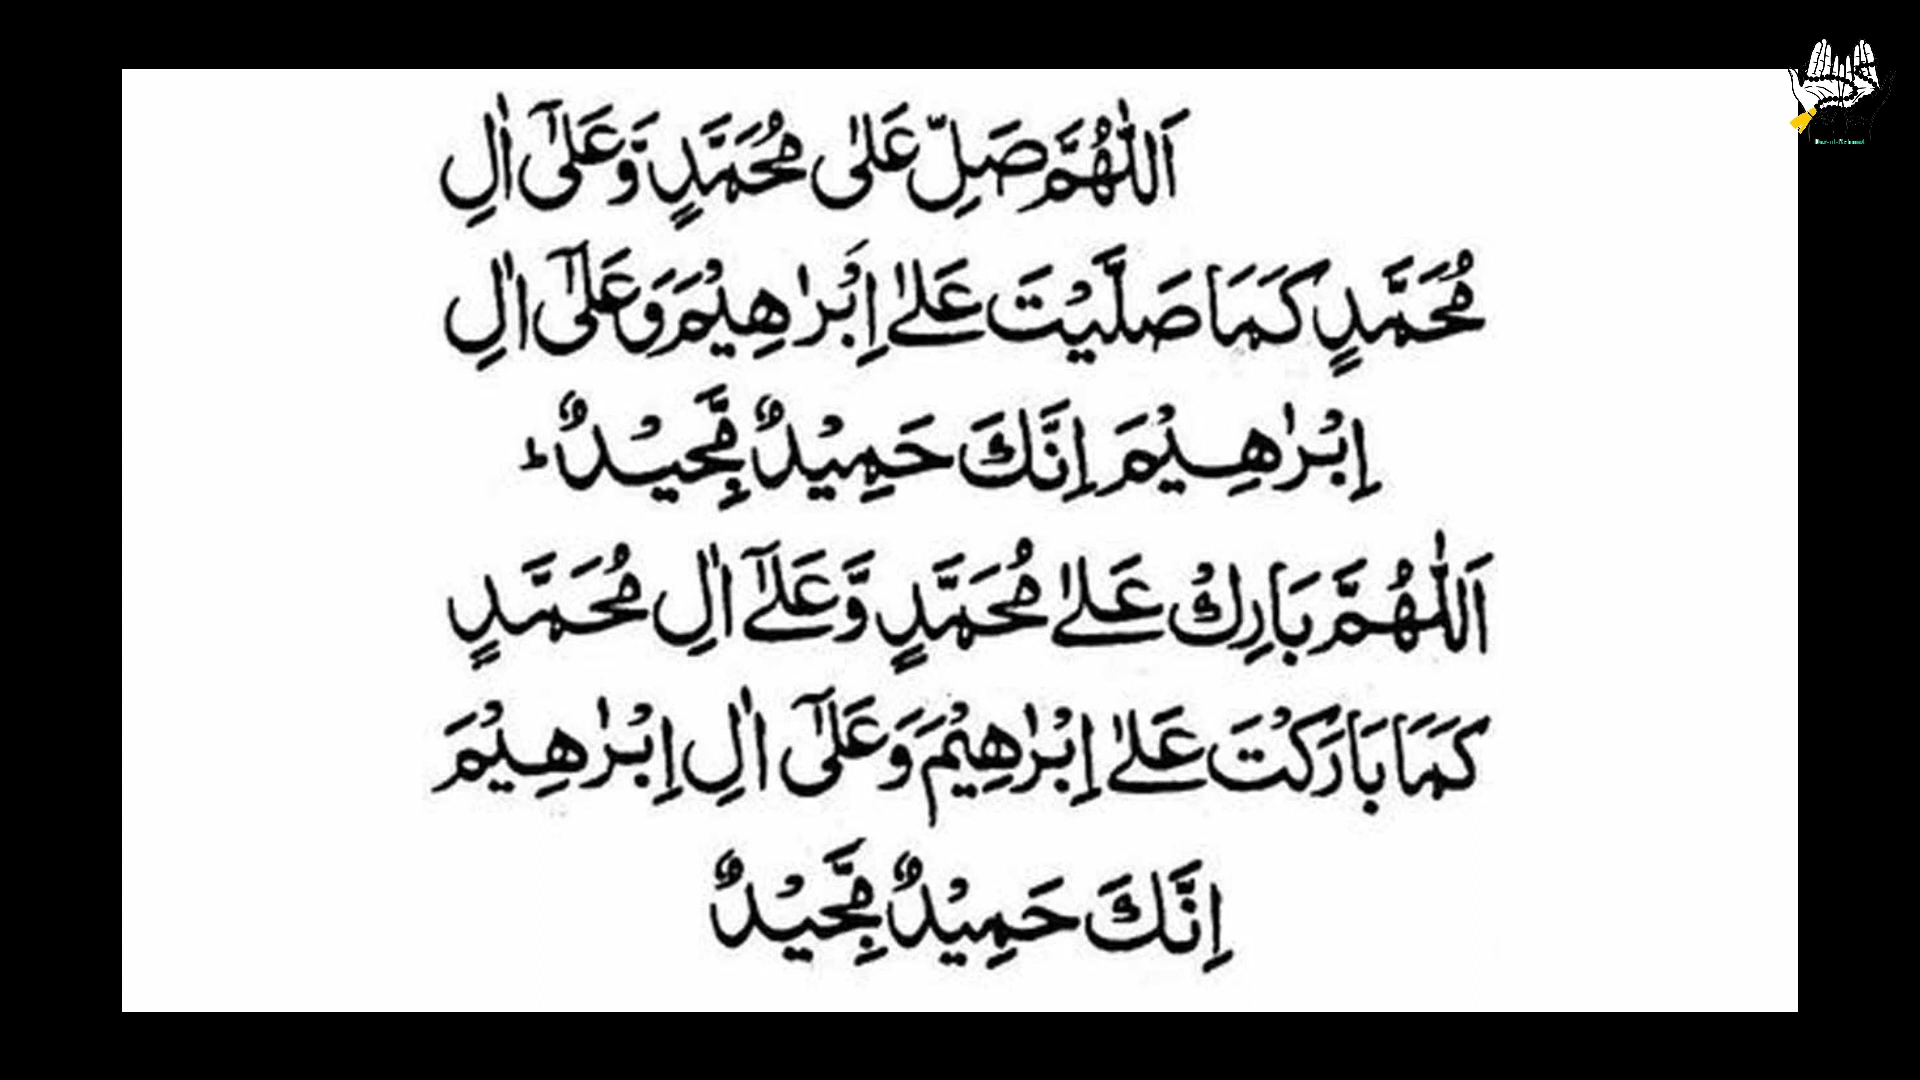 اَللّٰهُمَّ صَلِّ عَلٰى مُحَمَّدٍ وَّعَلٰٓى اٰلِ
مُحَمَّدٍ كَمَا صَلَّيْتَ عَلٰے اِبْرٰهِيْمَ وَعَلٰٓى اٰلِ
اِبْرٰهِيْمَ اِنَّكَ حَمِيْدٌ مَّجِيْدٌ ؕ
اَللّٰهُمَّ بَارِكْ عَلٰے مُحَمَّدٍ وَّعَلٰٓے اٰلِ مُحَمَّدٍ
كَمَا بَارَكْتَ عَلٰے اِبْرٰهِيْمَ وَعَلٰٓى اٰلِ اِبْرٰهِيْمَ
اِنَّكَ حَمِيْدٌ مَّجِيْدٌ